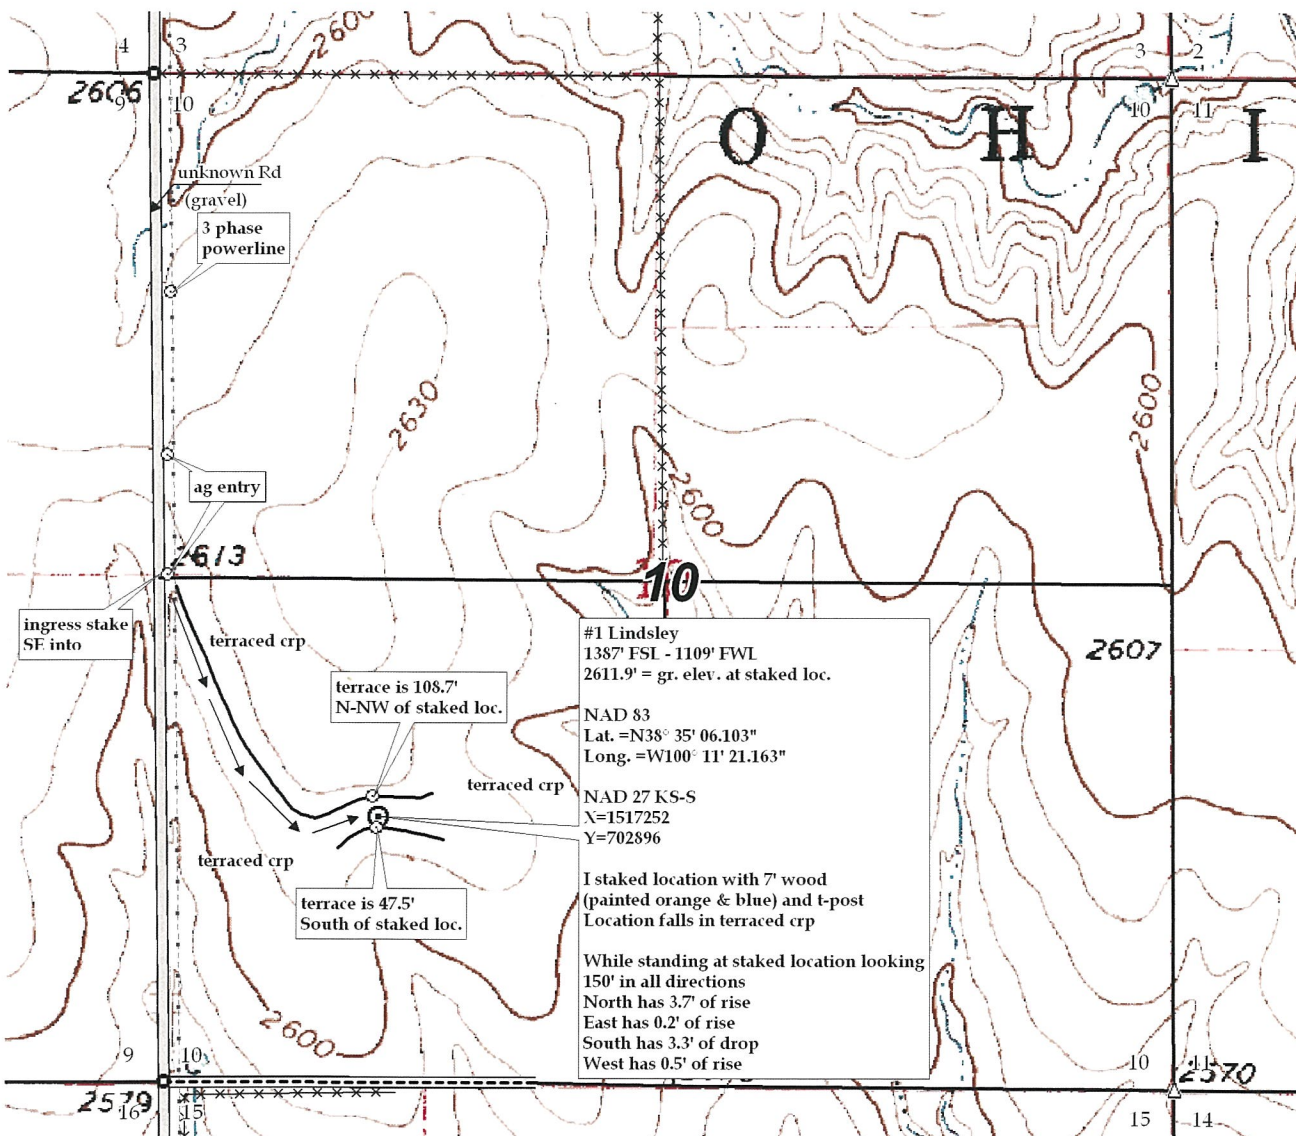 2600
4 3
3 2
2606
9 10
10 11
O H I
unknown Rd
(gravel)
3 phase
powerline
2630
2600
2600
ag entry
2613
10
ingress stake
SE into
terraced crp
2607
terrace is 108.7'
N-NW of staked loc.
terraced crp
terraced crp
terrace is 47.5'
South of staked loc.
#1 Lindsley
1387' FSL - 1109' FWL
2611.9' = gr. elev. at staked loc.
NAD 83
Lat. =N38° 35' 06.103"
Long. =W100° 11' 21.163"
NAD 27 KS-S
X=1517252
Y=702896
I staked location with 7' wood
(painted orange & blue) and t-post
Location falls in terraced crp
While standing at staked location looking
150' in all directions
North has 3.7' of rise
East has 0.2' of rise
South has 3.3' of drop
West has 0.5' of rise
2600
9 10
10 11
2579
2570
16 15
15 14